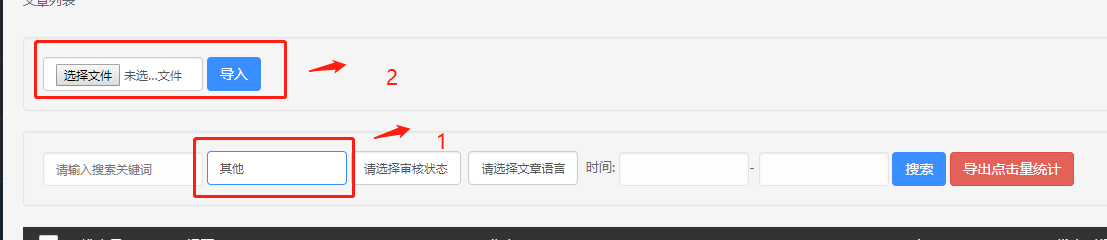 文章列表
选择文件 未选...文件 导入
2
1
请输入搜索关键词 其他 请选择审核状态 请选择文章语言 时间: - 搜索 导出点击量统计